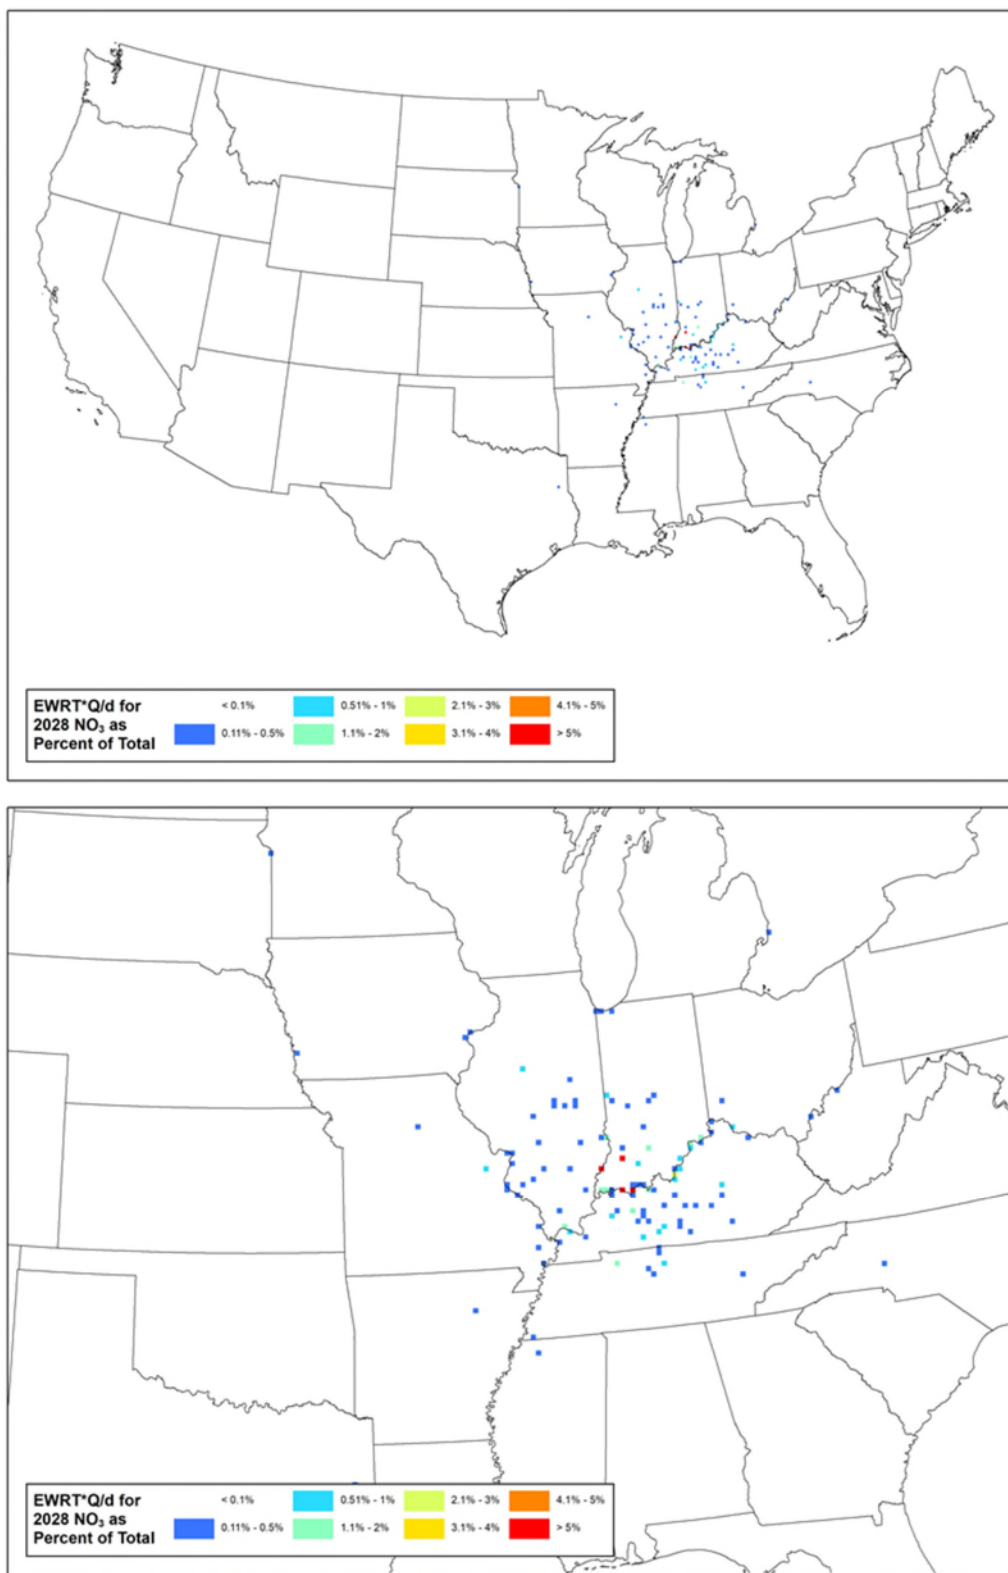 EWRT*Q/d for
2028 NO₃ as
Percent of Total
< 0.1%
0.51% - 1%
2.1% - 3%
4.1% - 5%
0.11% - 0.5%
1.1% - 2%
3.1% - 4%
> 5%
EWRT*Q/d for
2028 NO₃ as
Percent of Total
< 0.1%
0.51% - 1%
2.1% - 3%
4.1% - 5%
0.11% - 0.5%
1.1% - 2%
3.1% - 4%
> 5%